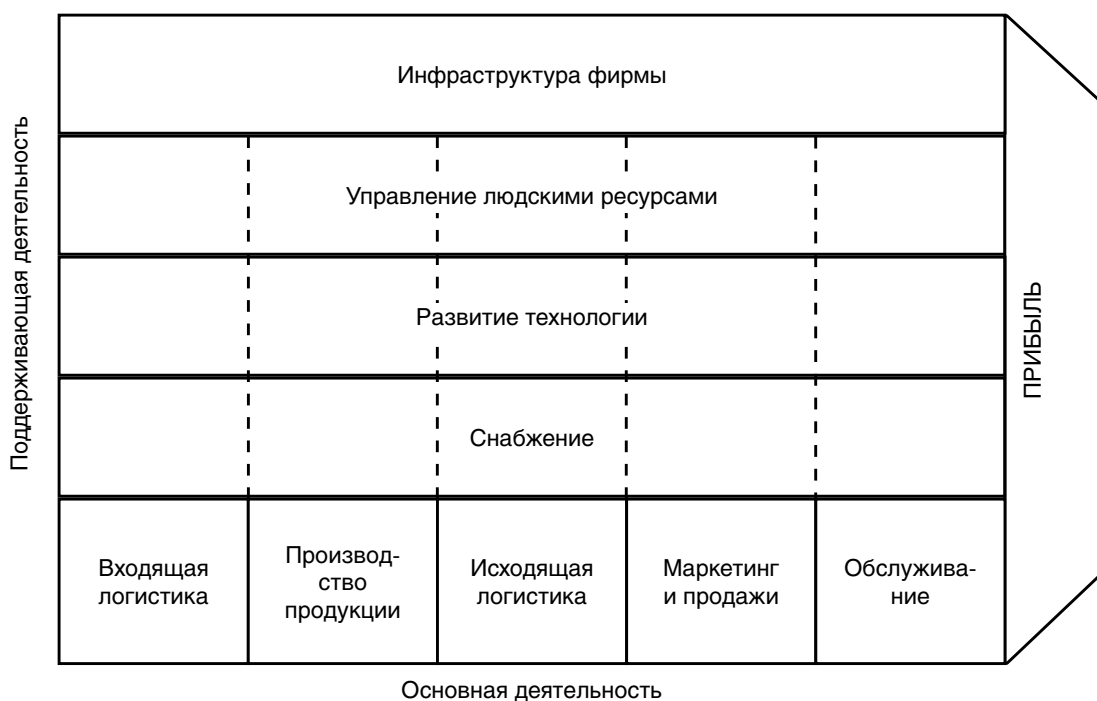 Поддерживающая деятельность
Инфраструктура фирмы
Управление людскими ресурсами
Развитие технологии
Снабжение
Входящая
логистика
Производ-
ство
продукции
Исходящая
логистика
Маркетинг
и продажи
Обслужива-
ние
ПРИБЫЛЬ
Основная деятельность